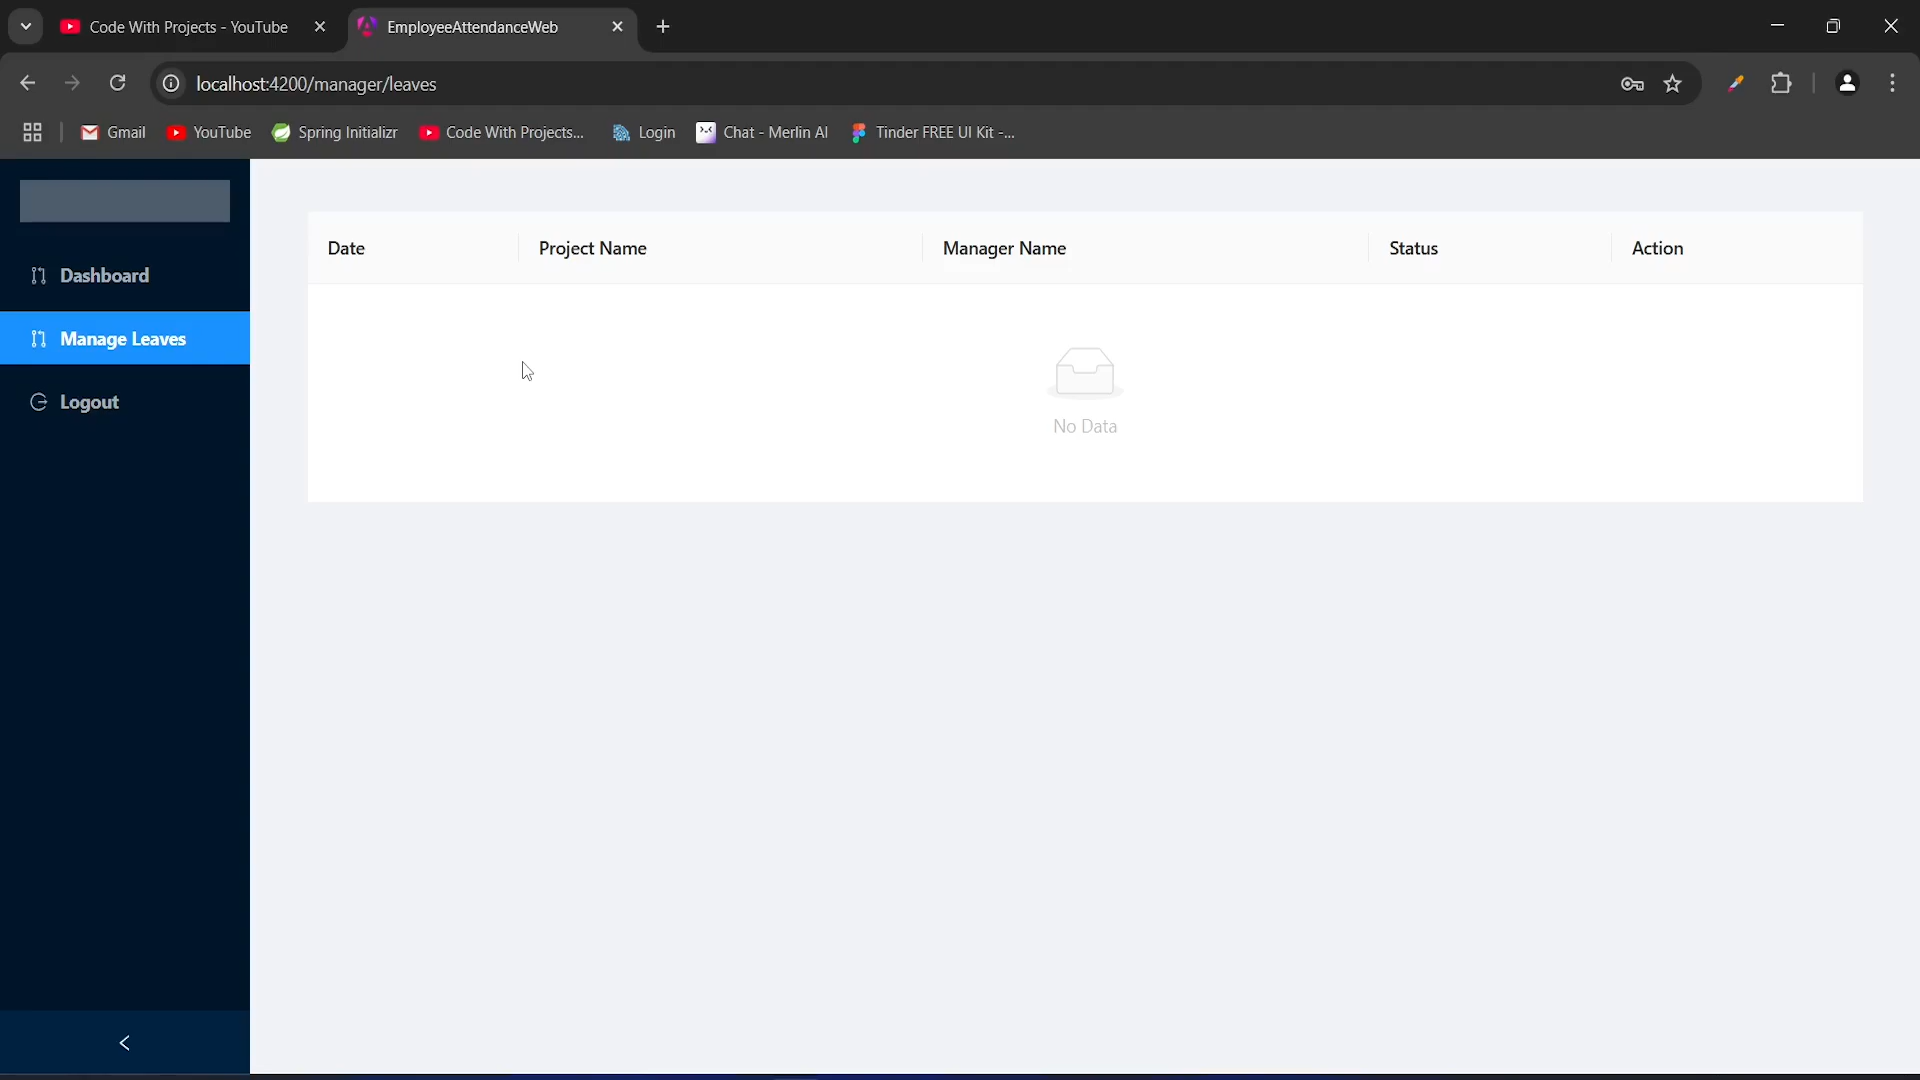 Code With Projects - YouTube
EmployeeAttendanceWeb
localhost:4200/manager/leaves
Gmail
YouTube
Spring Initializr
Code With Projects...
Login
Chat - Merlin AI
Tinder FREE UI Kit -...
Dashboard
Manage Leaves
Logout
Date Project Name Manager Name Status Action
No Data